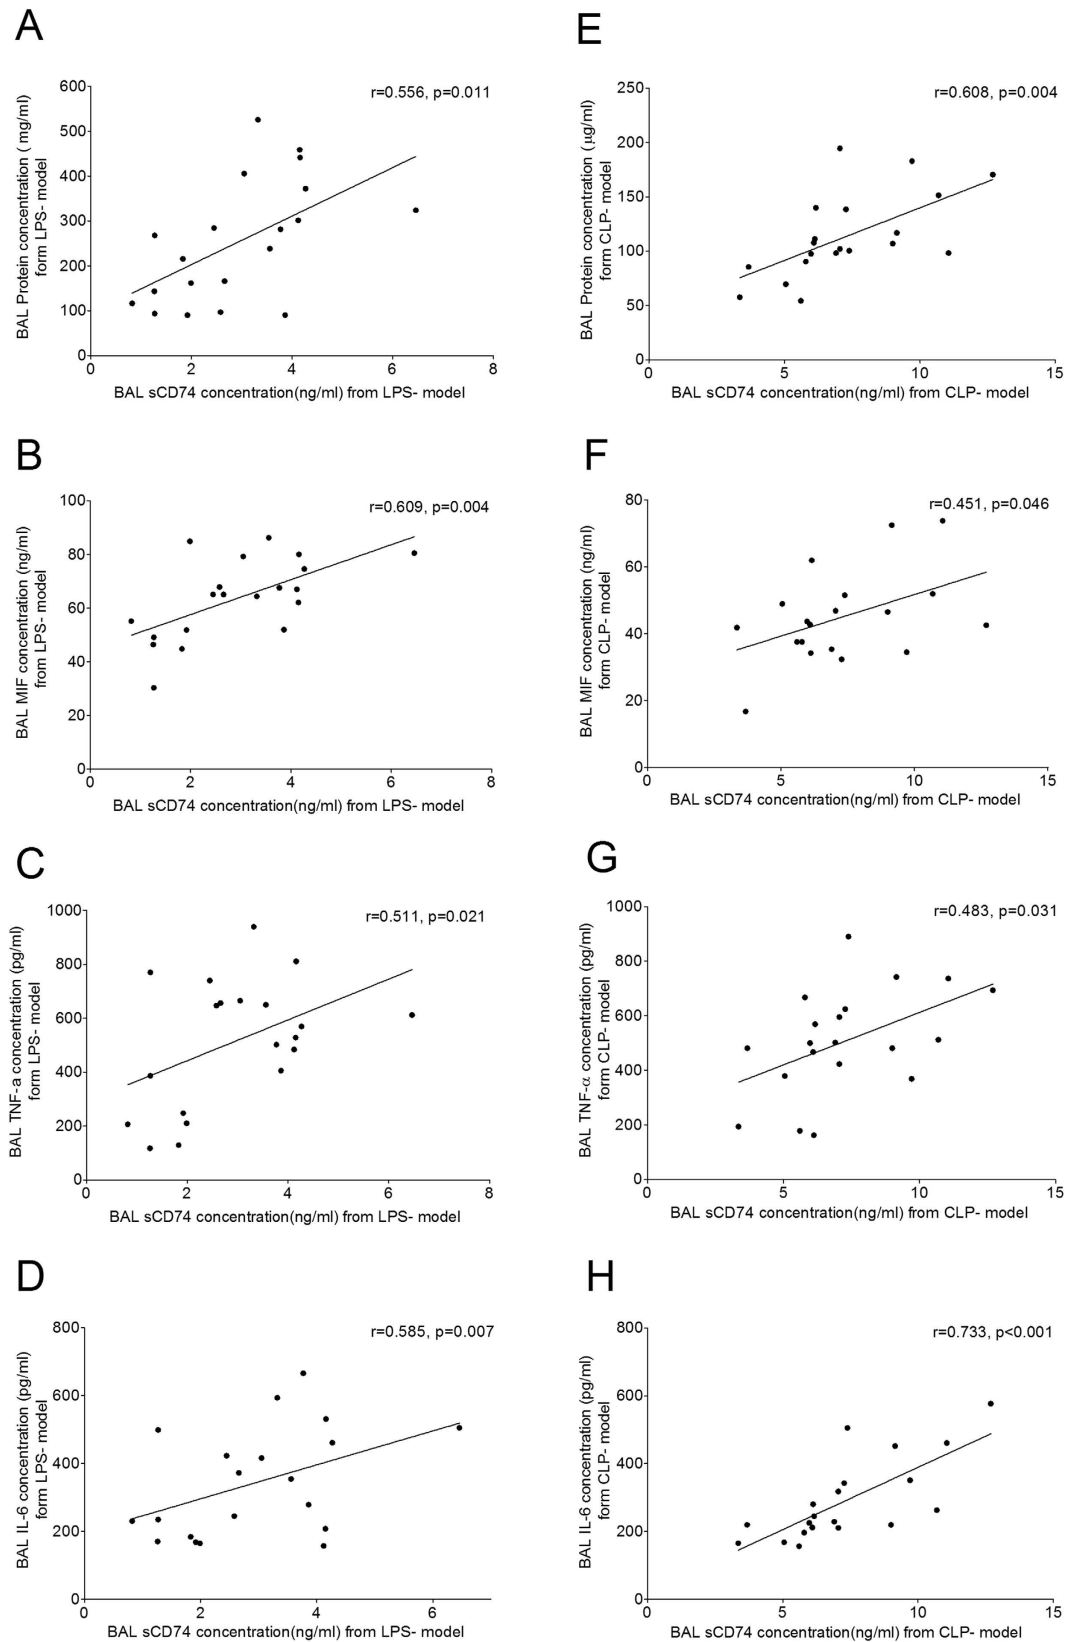 A
r=0.556, p=0.011
BAL Protein concentration ( mg/ml)
form LPS- model
600
500
400
300
200
100
0
0 2 4 6 8
BAL sCD74 concentration(ng/ml) from LPS- model
E
r=0.608, p=0.004
BAL Protein concentration (μg/ml)
form CLP- model
250
200
150
100
50
0
0 5 10 15
BAL sCD74 concentration(ng/ml) from CLP- model
B
r=0.609, p=0.004
BAL MIF concentration (ng/ml)
from LPS- model
100
80
60
40
20
0
0 2 4 6 8
BAL sCD74 concentration(ng/ml) from LPS- model
F
r=0.451, p=0.046
BAL MIF concentration (ng/ml)
form CLP- model
80
60
40
20
0
0 5 10 15
BAL sCD74 concentration(ng/ml) from CLP- model
C
r=0.511, p=0.021
BAL TNF-a concentration (pg/ml)
form LPS- model
1000
800
600
400
200
0
0 2 4 6 8
BAL sCD74 concentration(ng/ml) from LPS- model
G
r=0.483, p=0.031
BAL TNF-α concentration (pg/ml)
form CLP- model
1000
800
600
400
200
0
0 5 10 15
BAL sCD74 concentration(ng/ml) from CLP- model
D
r=0.585, p=0.007
BAL IL-6 concentration (pg/ml)
form LPS- model
800
600
400
200
0
0 2 4 6
BAL sCD74 concentration(ng/ml) from LPS- model
H
r=0.733, p<0.001
BAL IL-6 concentration (pg/ml)
form CLP- model
800
600
400
200
0
0 5 10 15
BAL sCD74 concentration(ng/ml) from CLP- model